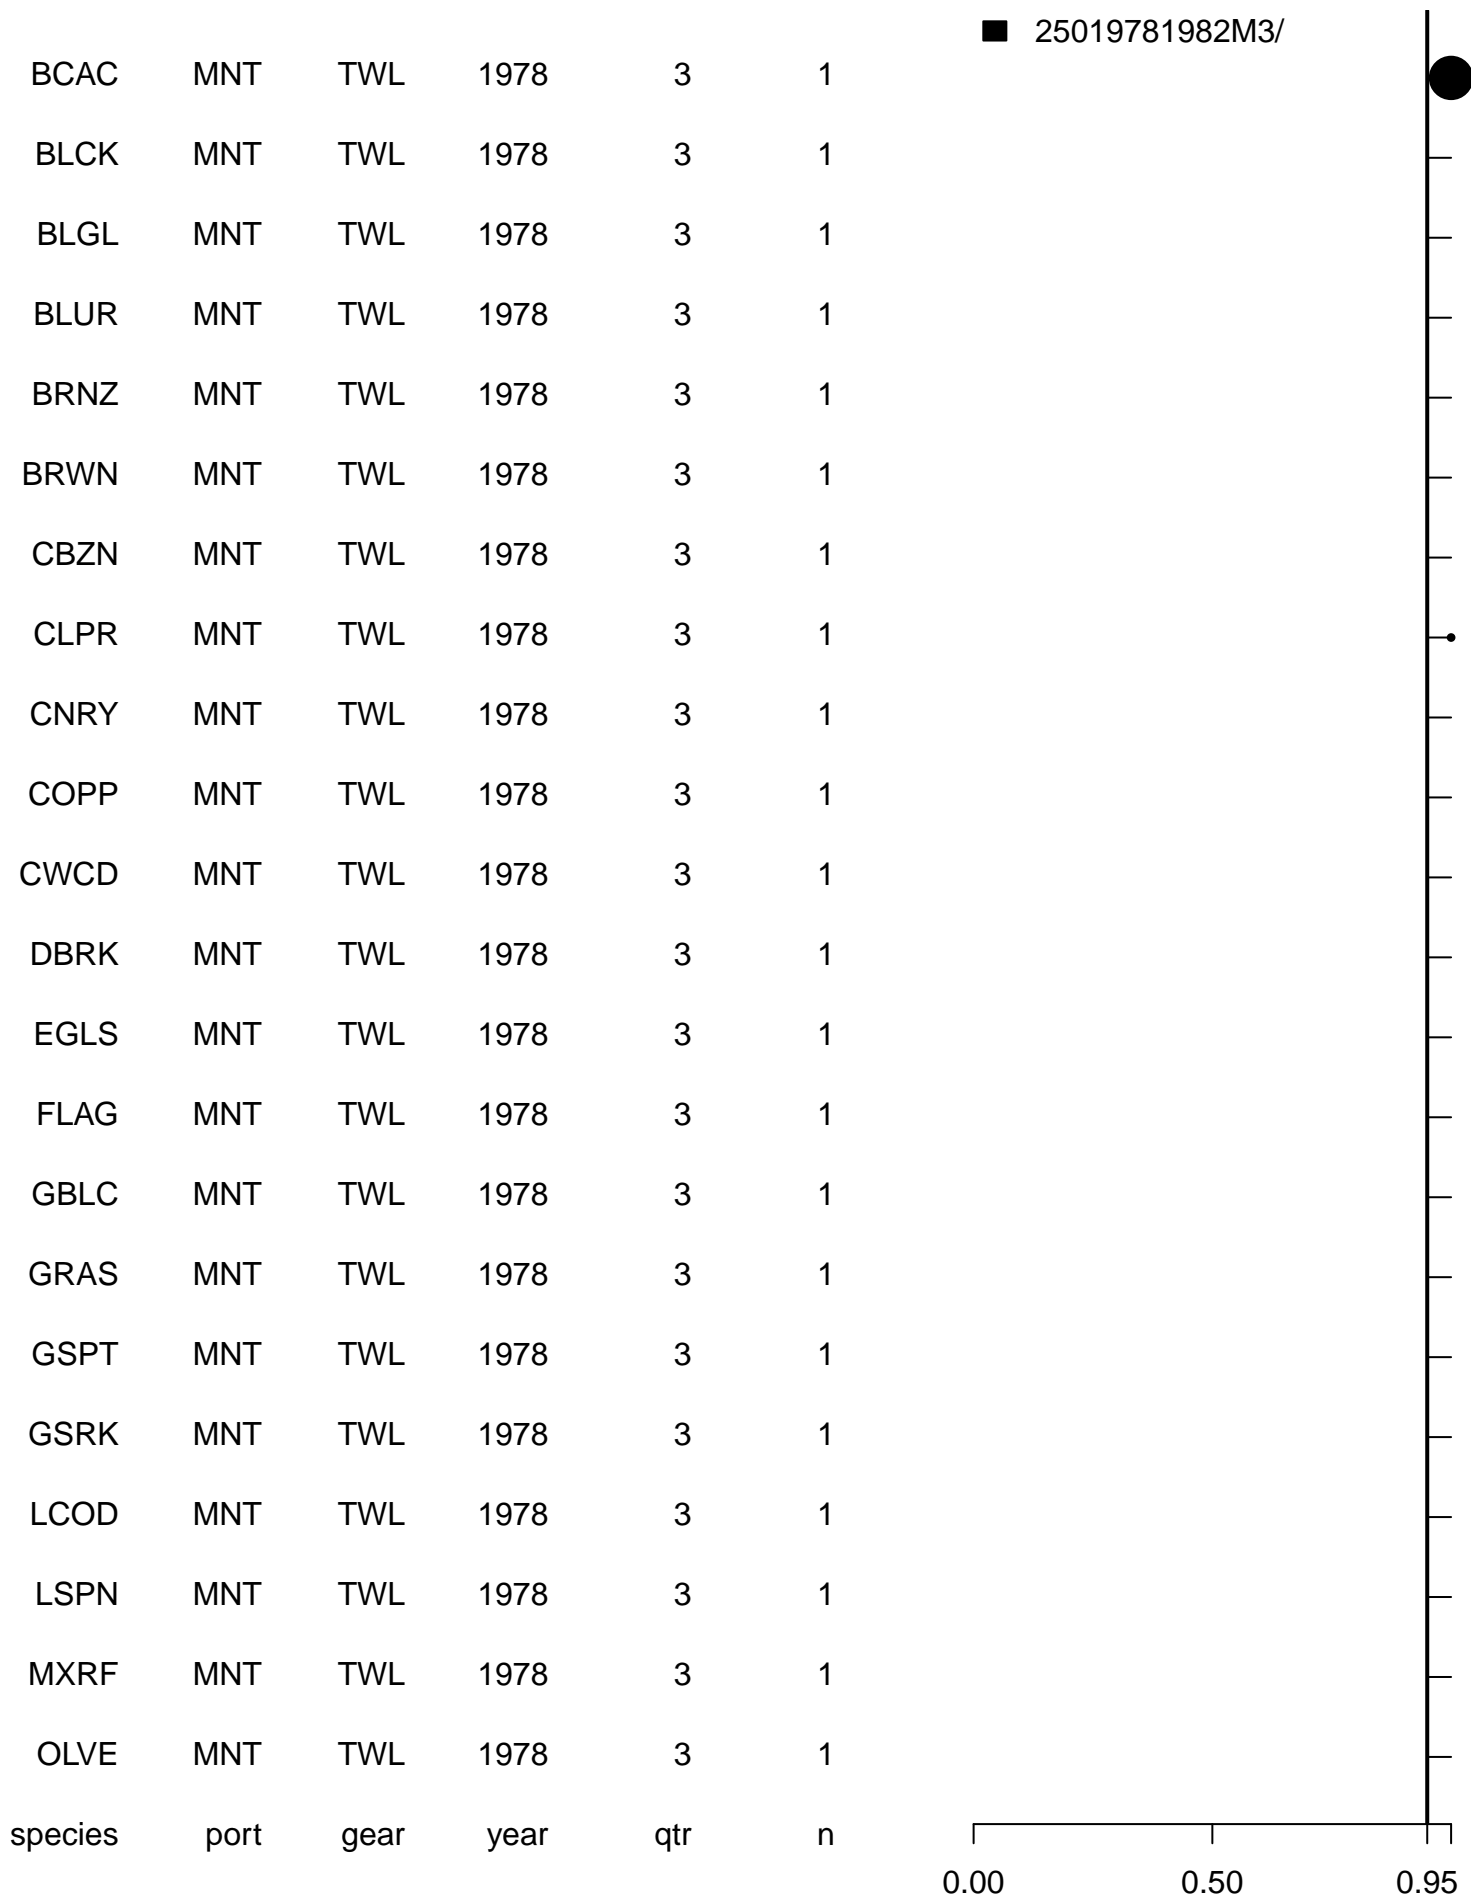 25019781982M3/
BCAC MNT TWL 1978 3 1
BLCK MNT TWL 1978 3 1
BLGL MNT TWL 1978 3 1
BLUR MNT TWL 1978 3 1
BRNZ MNT TWL 1978 3 1
BRWN MNT TWL 1978 3 1
CBZN MNT TWL 1978 3 1
CLPR MNT TWL 1978 3 1
CNRY MNT TWL 1978 3 1
COPP MNT TWL 1978 3 1
CWCD MNT TWL 1978 3 1
DBRK MNT TWL 1978 3 1
EGLS MNT TWL 1978 3 1
FLAG MNT TWL 1978 3 1
GBLC MNT TWL 1978 3 1
GRAS MNT TWL 1978 3 1
GSPT MNT TWL 1978 3 1
GSRK MNT TWL 1978 3 1
LCOD MNT TWL 1978 3 1
LSPN MNT TWL 1978 3 1
MXRF MNT TWL 1978 3 1
OLVE MNT TWL 1978 3 1
species port gear year qtr n
0.00 0.50 0.95